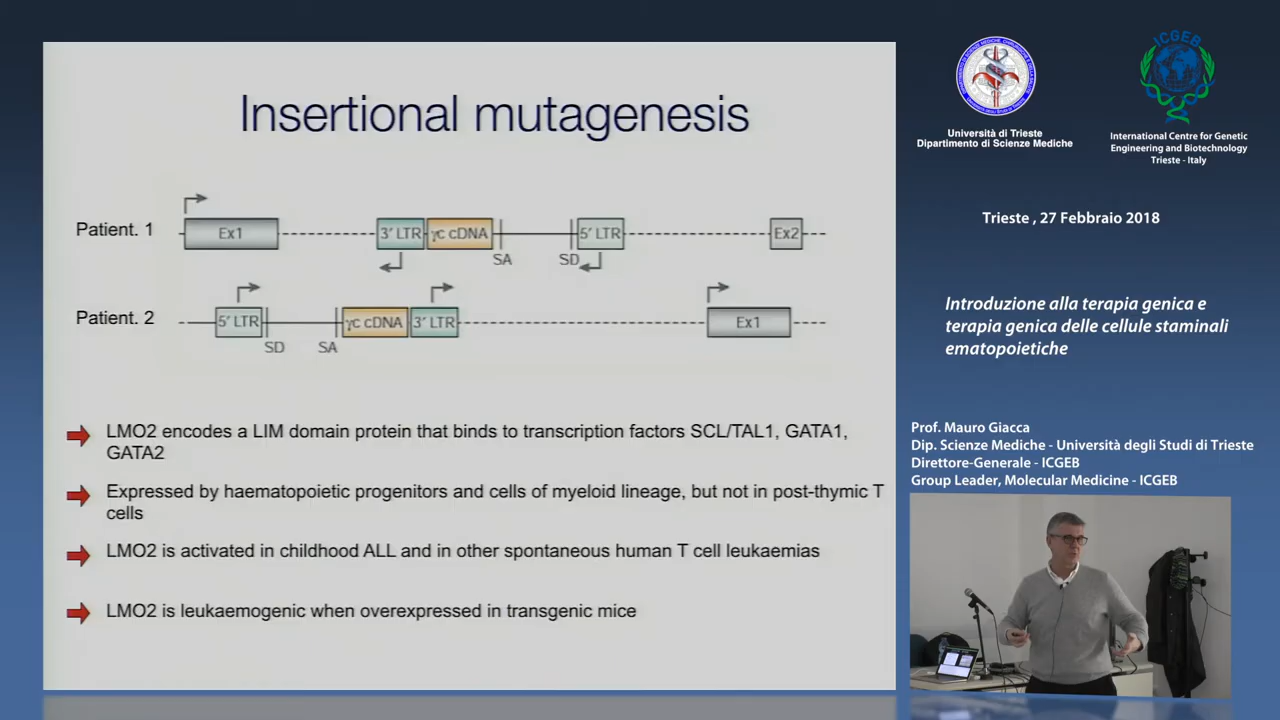 Insertional mutagenesis
Patient. 1
Ex1
3′ LTR
γc cDNA
SA
SD
5′ LTR
Ex2
Patient. 2
5′ LTR
SD
SA
γc cDNA
3′ LTR
Ex1
LMO2 encodes a LIM domain protein that binds to transcription factors SCL/TAL1, GATA1,
GATA2
Expressed by haematopoietic progenitors and cells of myeloid lineage, but not in post-thymic T
cells
LMO2 is activated in childhood ALL and in other spontaneous human T cell leukaemias
LMO2 is leukaemogenic when overexpressed in transgenic mice
Università di Trieste
Dipartimento di Scienze Mediche
ICGEB
International Centre for Genetic
Engineering and Biotechnology
Trieste - Italy
Trieste , 27 Febbraio 2018
Introduzione alla terapia genica e
terapia genica delle cellule staminali
ematopoietiche
Prof. Mauro Giacca
Dip. Scienze Mediche - Università degli Studi di Trieste
Direttore-Generale - ICGEB
Group Leader, Molecular Medicine - ICGEB